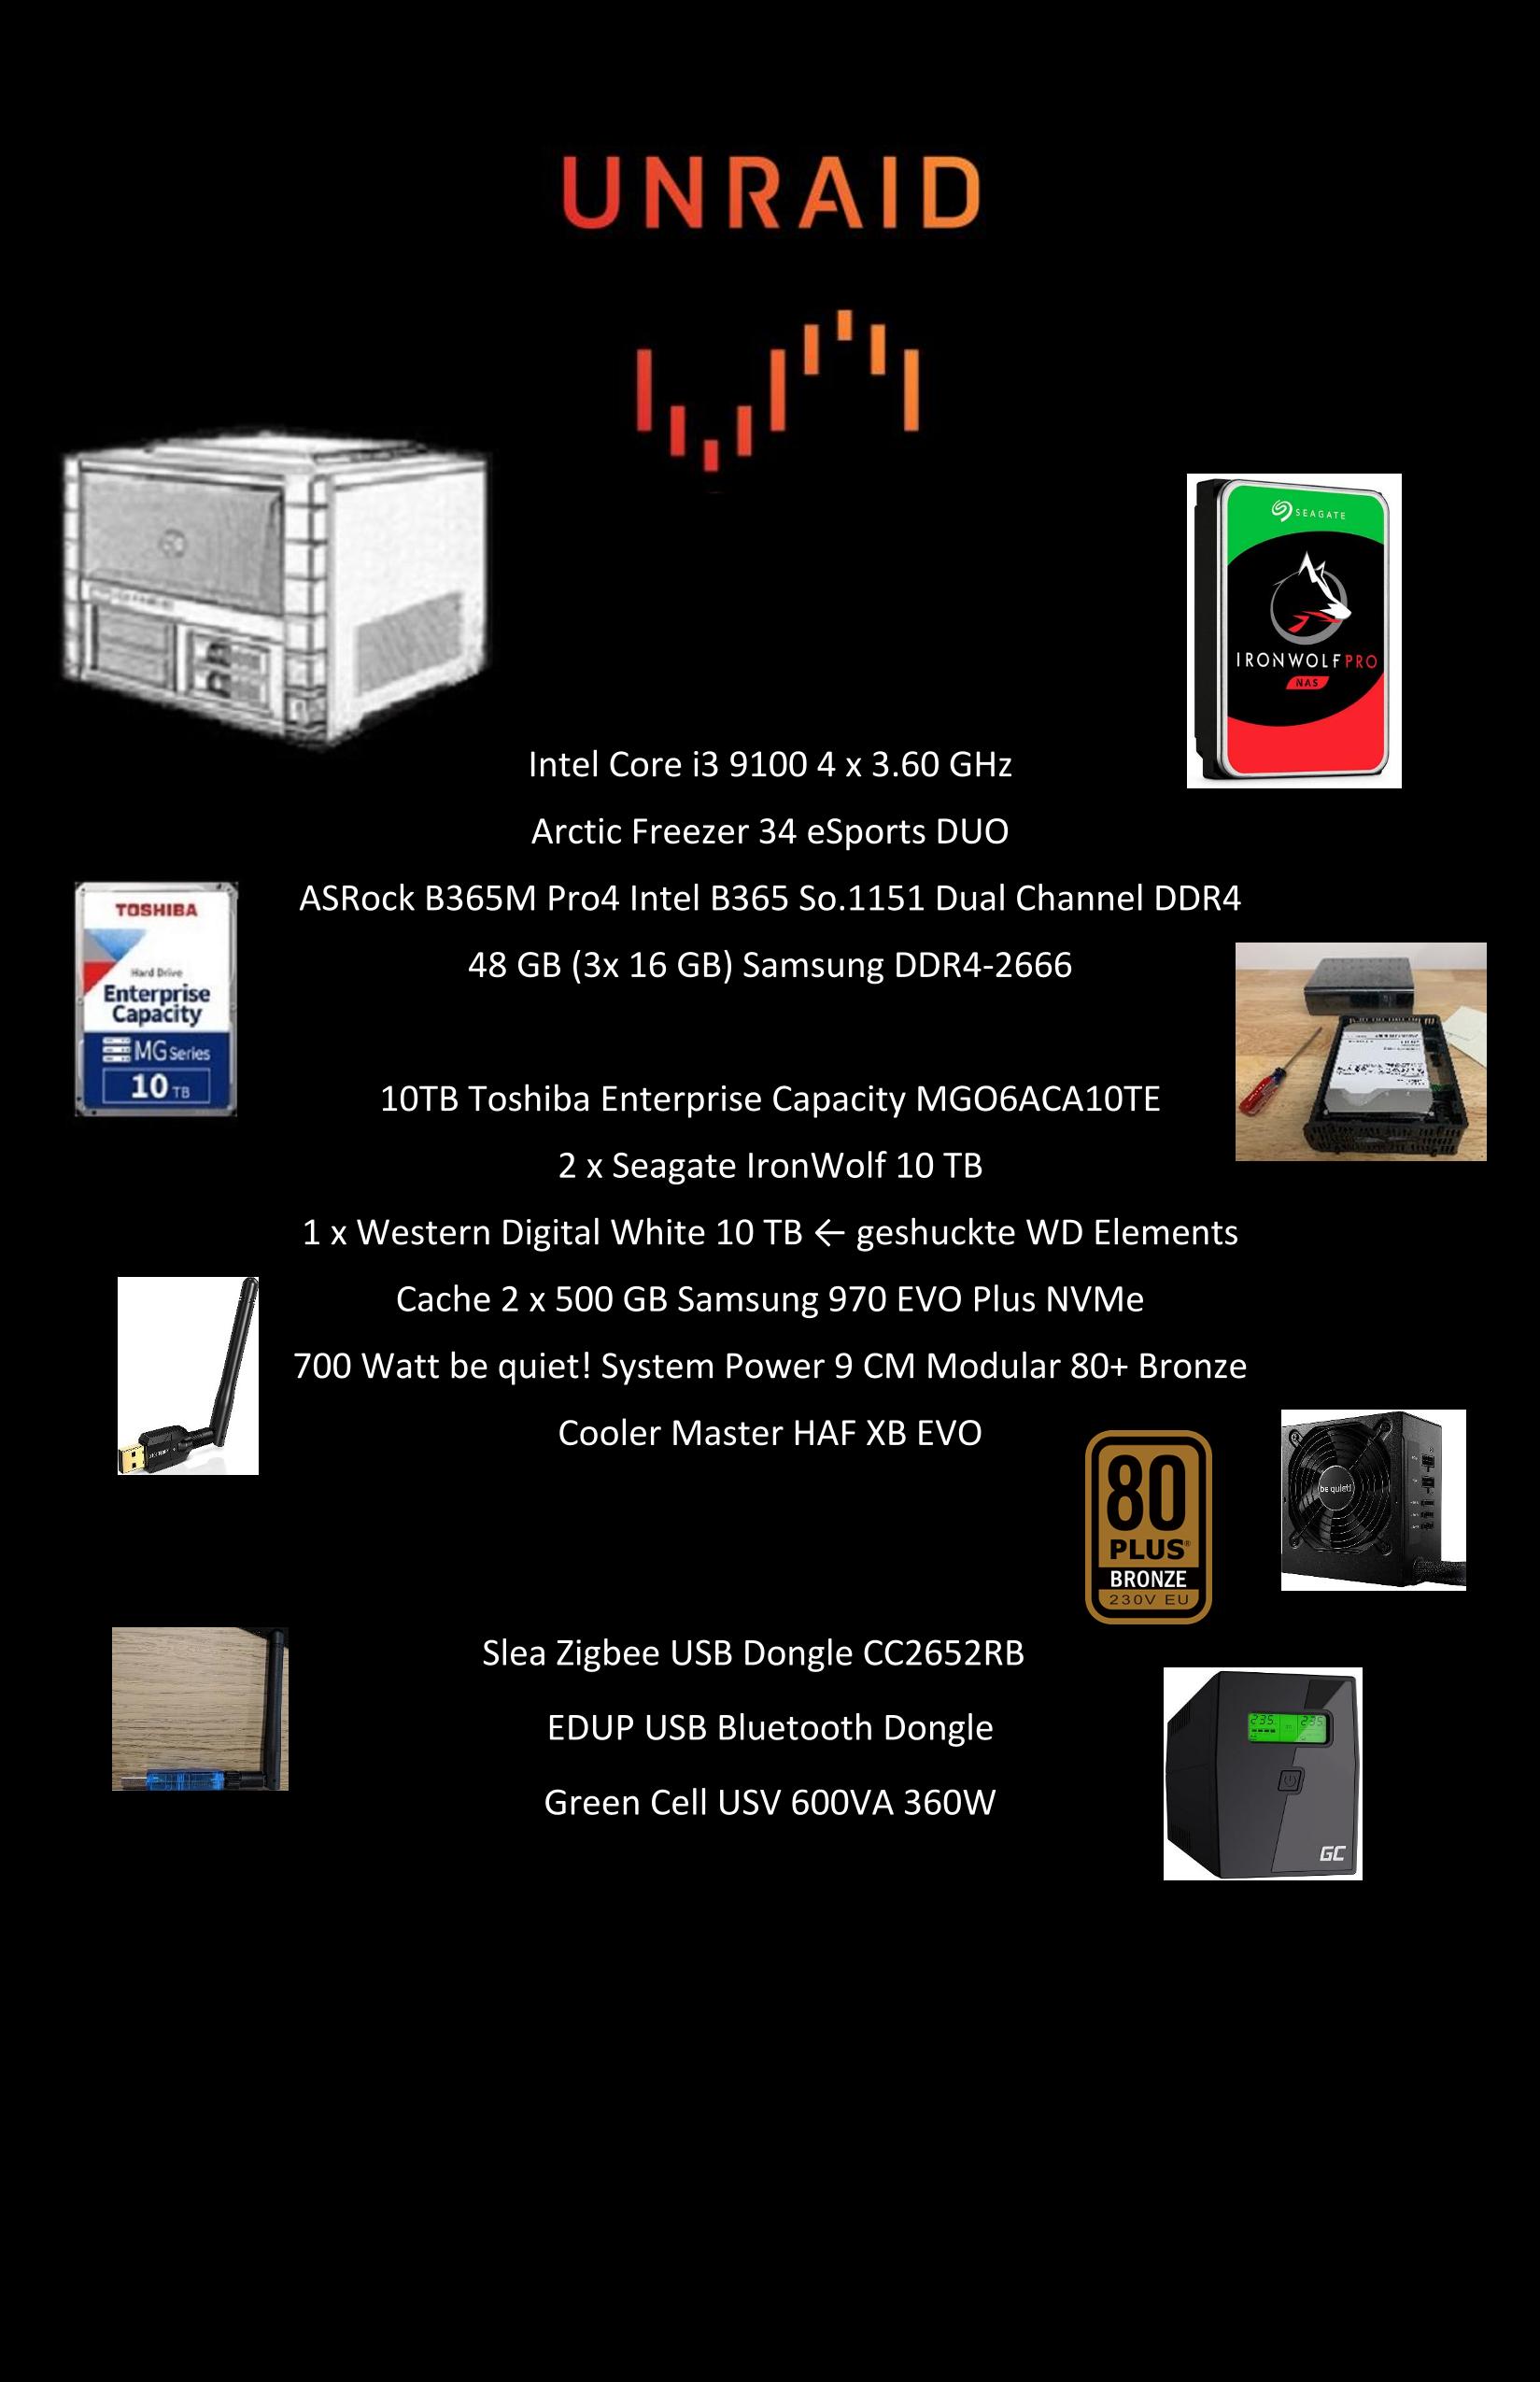 UNRAID
SEAGATE
IRONWOLFPRO
NAS
Intel Core i3 9100 4 x 3.60 GHz
Arctic Freezer 34 eSports DUO
ASRock B365M Pro4 Intel B365 So.1151 Dual Channel DDR4
48 GB (3x 16 GB) Samsung DDR4-2666
TOSHIBA
Hard Drive
Enterprise
Capacity
MG Series
10 TB
10TB Toshiba Enterprise Capacity MGO6ACA10TE
2 x Seagate IronWolf 10 TB
1 x Western Digital White 10 TB ← geshuckte WD Elements
Cache 2 x 500 GB Samsung 970 EVO Plus NVMe
700 Watt be quiet! System Power 9 CM Modular 80+ Bronze
Cooler Master HAF XB EVO
80
PLUS®
BRONZE
230V EU
be quiet!
Slea Zigbee USB Dongle CC2652RB
EDUP USB Bluetooth Dongle
Green Cell USV 600VA 360W
235 235
GC